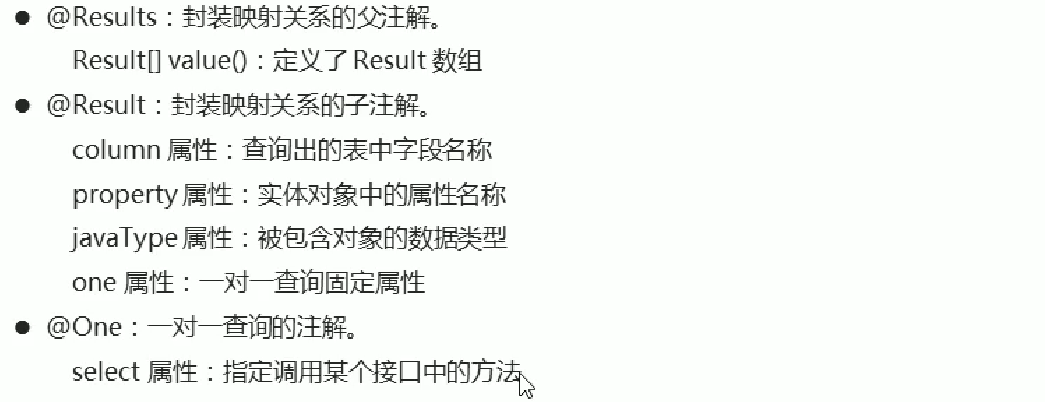 ● @Results：封装映射关系的父注解。
Result[] value()：定义了 Result 数组
● @Result：封装映射关系的子注解。
column 属性：查询出的表中字段名称
property 属性：实体对象中的属性名称
javaType 属性：被包含对象的数据类型
one 属性：一对一查询固定属性
● @One：一对一查询的注解。
select 属性：指定调用某个接口中的方法